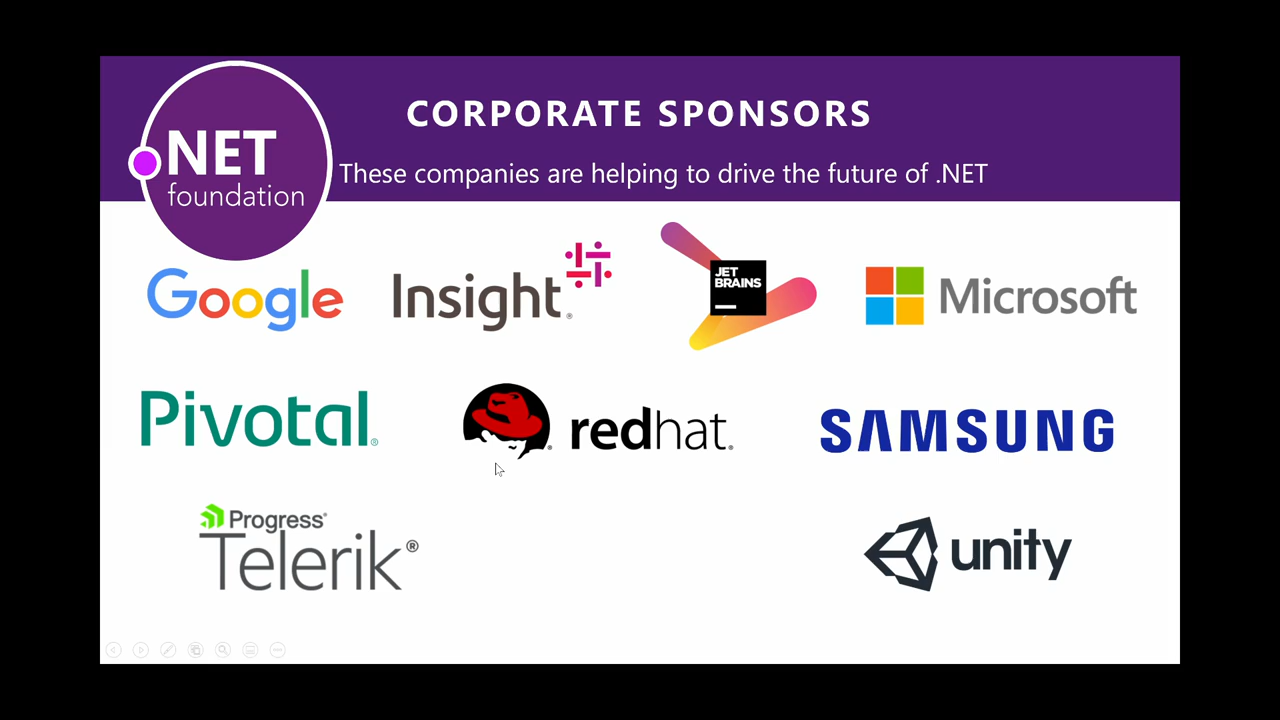 CORPORATE SPONSORS
These companies are helping to drive the future of .NET
.NET
foundation
Google
Insight®
JET
BRAINS
Microsoft
Pivotal®
redhat®
SAMSUNG
Progress®
Telerik®
unity